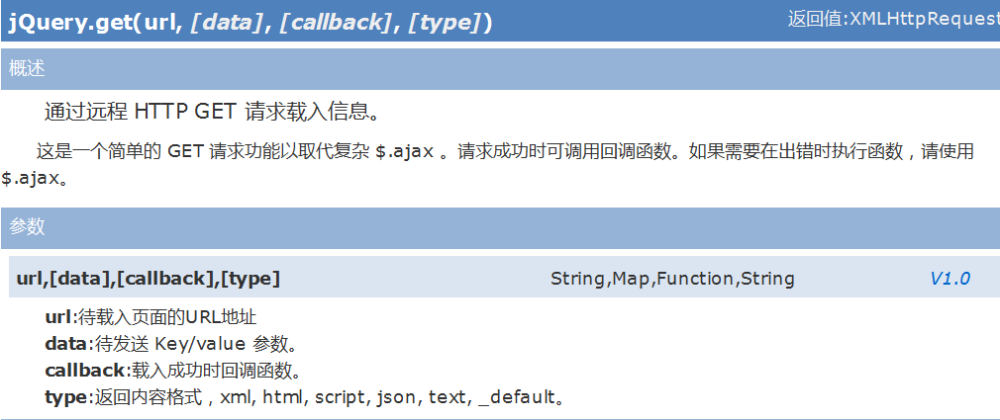 jQuery.get(url, [data], [callback], [type])
返回值:XMLHttpRequest
概述
通过远程 HTTP GET 请求载入信息。
这是一个简单的 GET 请求功能以取代复杂 $.ajax 。请求成功时可调用回调函数。如果需要在出错时执行函数，请使用
$.ajax。
参数
url,[data],[callback],[type] String,Map,Function,String V1.0
url:待载入页面的URL地址
data:待发送 Key/value 参数。
callback:载入成功时回调函数。
type:返回内容格式，xml, html, script, json, text, _default。